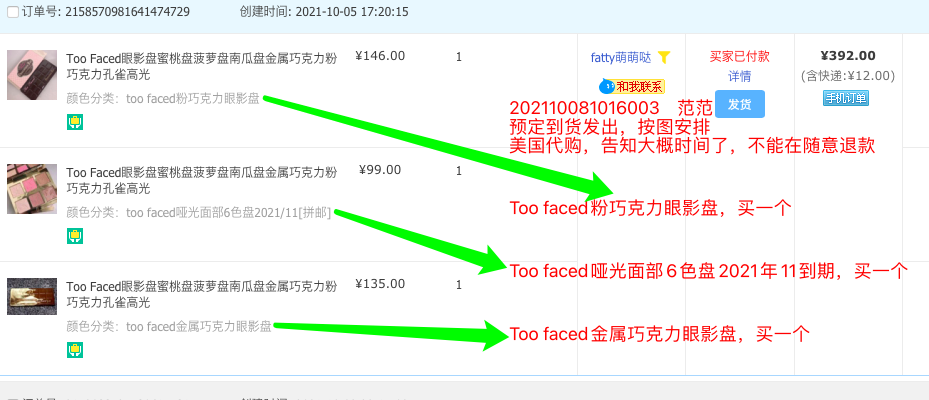 订单号: 2158570981641474729 创建时间: 2021-10-05 17:20:15
Too Faced眼影盘蜜桃盘菠萝盘南瓜盘金属巧克力粉
巧克力孔雀高光
颜色分类：too faced粉巧克力眼影盘
¥146.00
1
fatty萌萌哒
和我联系
买家已付款
详情
发货
¥392.00
(含快递:¥12.00)
手机订单
202110081016003 范范
预定到货发出，按图安排
美国代购，告知大概时间了，不能在随意退款
Too faced粉巧克力眼影盘，买一个
Too Faced眼影盘蜜桃盘菠萝盘南瓜盘金属巧克力粉
巧克力孔雀高光
颜色分类：too faced哑光面部6色盘2021/11[拼邮]
¥99.00
1
Too faced哑光面部6色盘2021年11到期，买一个
Too Faced眼影盘蜜桃盘菠萝盘南瓜盘金属巧克力粉
巧克力孔雀高光
颜色分类：too faced金属巧克力眼影盘
¥135.00
1
Too faced金属巧克力眼影盘，买一个